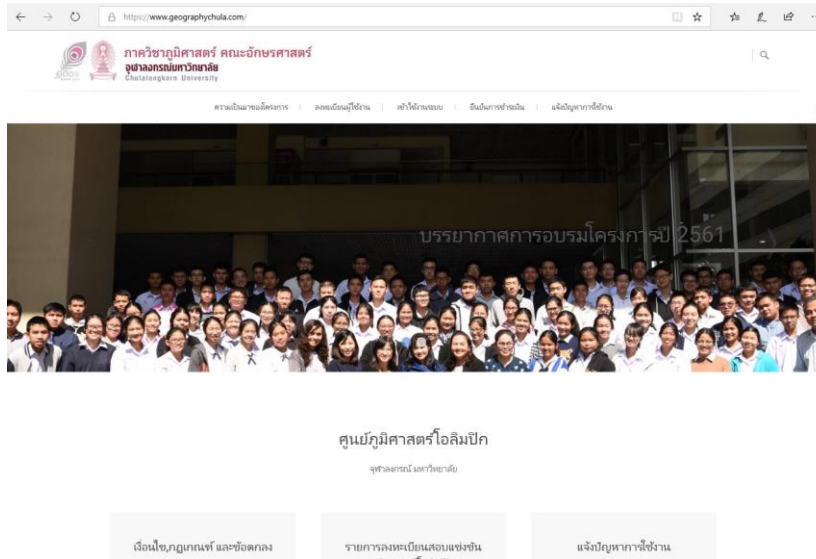 https://www.geographychula.com/
ภาควิชาภูมิศาสตร์ คณะอักษรศาสตร์
จุฬาลงกรณ์มหาวิทยาลัย
Chulalongkorn University
ความเป็นมาของโครงการ
ลงทะเบียนผู้ใช้งาน
เข้าใช้งานระบบ
ยืนยันการชำระเงิน
แจ้งปัญหาการใช้งาน
บรรยากาศการอบรมโครงการปี 2561
ศูนย์ภูมิศาสตร์โอลิมปิก
จุฬาลงกรณ์ มหาวิทยาลัย
เงื่อนไข,กฎเกณฑ์ และข้อตกลง
รายการลงทะเบียนสอบแข่งขัน
แจ้งปัญหาการใช้งาน